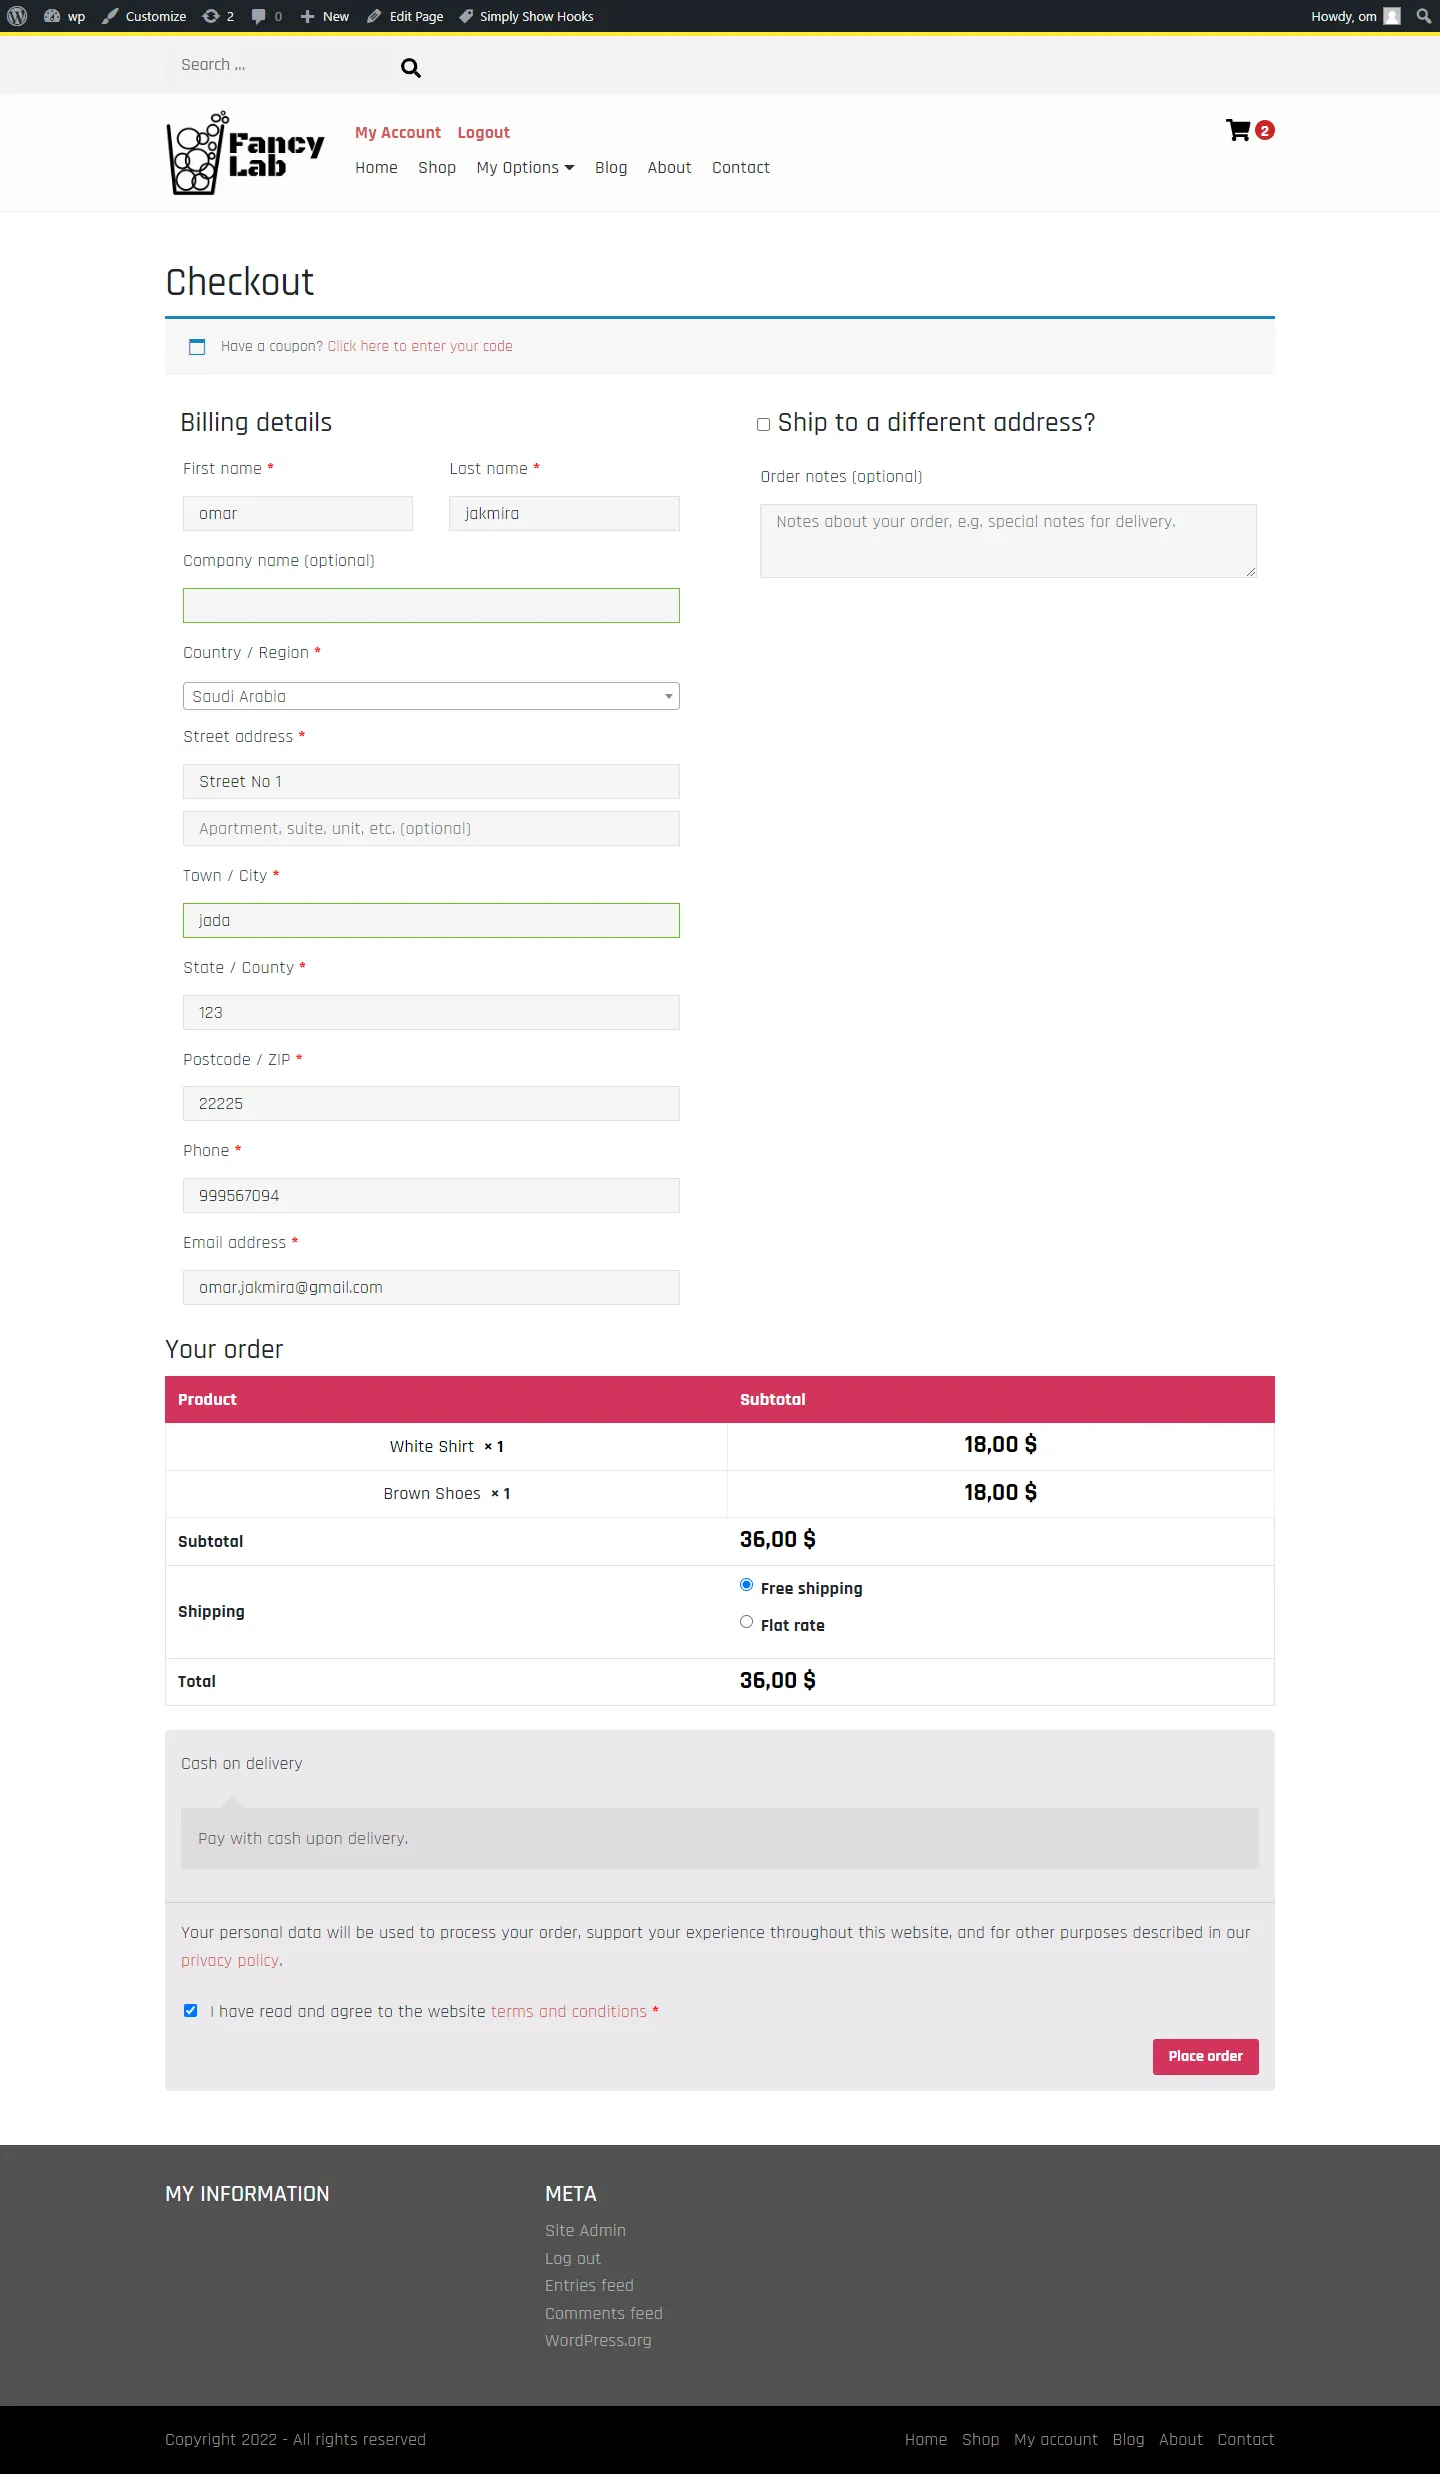 wp Customize 2 0 New Edit Page Simply Show Hooks Howdy, om
Search ...
Fancy Lab
My Account Logout
2
Home Shop My Options Blog About Contact
Checkout
Have a coupon? Click here to enter your code
Billing details
Ship to a different address?
First name * Last name *
Order notes (optional)
omar jakmira
Notes about your order, e.g. special notes for delivery.
Company name (optional)
Country / Region *
Saudi Arabia
Street address *
Street No 1
Apartment, suite, unit, etc. (optional)
Town / City *
jada
State / County *
123
Postcode / ZIP *
22225
Phone *
999567094
Email address *
omar.jakmira@gmail.com
Your order
Product Subtotal
White Shirt × 1 18,00 $
Brown Shoes × 1 18,00 $
Subtotal 36,00 $
Shipping
Free shipping
Flat rate
Total 36,00 $
Cash on delivery
Pay with cash upon delivery.
Your personal data will be used to process your order, support your experience throughout this website, and for other purposes described in our
privacy policy.
I have read and agree to the website terms and conditions *
Place order
MY INFORMATION
META
Site Admin
Log out
Entries feed
Comments feed
WordPress.org
Copyright 2022 - All rights reserved
Home Shop My account Blog About Contact